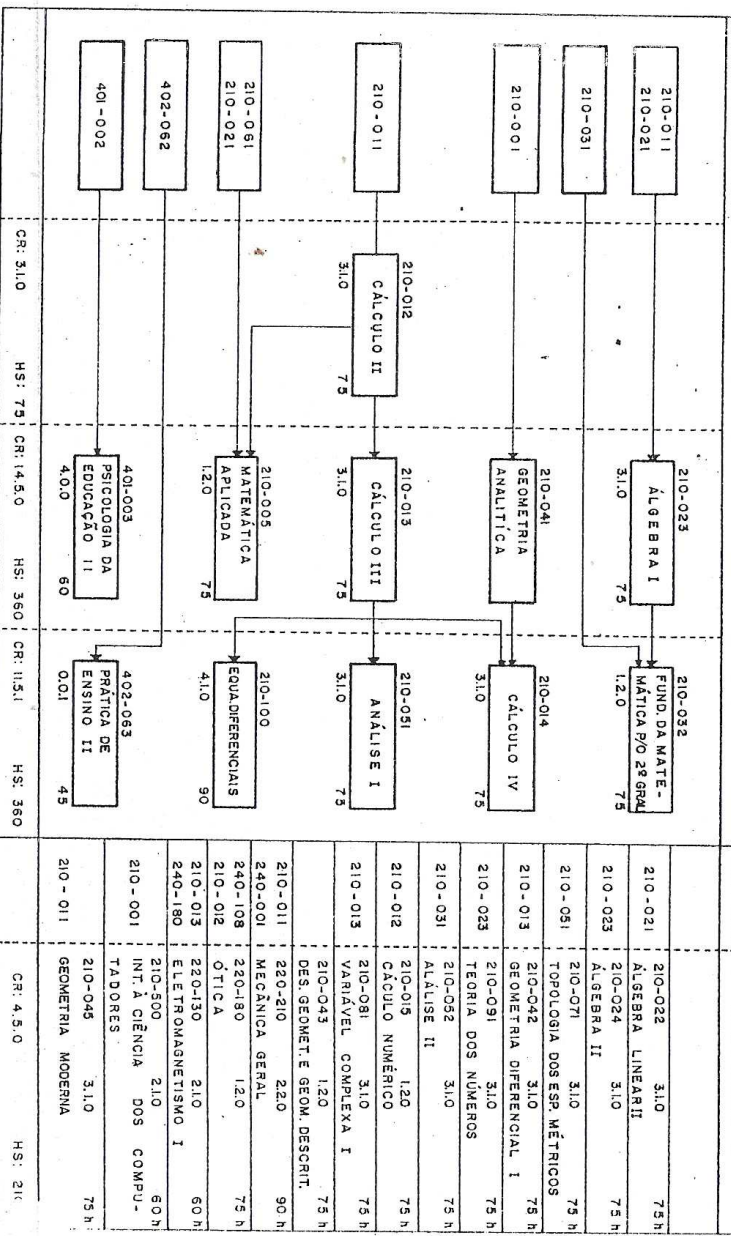 210-011
210-021
210-031
210-001
210-011
210-061
210-021
402-062
401-002
210-012
CÁLCULO II
3.1.0 75
CR: 3.1.0 HS: 75
210-023
ÁLGEBRA I
3.1.0 75
210-041
GEOMETRIA
ANALITÍCA
210-013
CÁLCULO III
3.1.0 75
210-005
MATEMÁTICA
APLICADA
1.2.0 75
401-003
PSICOLOGIA DA
EDUCAÇÃO II
4.0.0 60
CR: 14.5.0 HS: 360
210-032
FUND. DA MATE-
MÁTICA P/O 2º GRAU
1.2.0 75
210-014
CÁLCULO IV
3.1.0 75
210-051
ANÁLISE I
3.1.0 75
210-100
EQUA.DIFERENCIAIS
4.1.0 90
402-063
PRÁTICA DE
ENSINO II
0.0.1 45
CR: 11.5.1 HS: 360
210-021 210-022 3.1.0
ÁLGEBRA LINEAR II 75 h
210-023 210-024 3.1.0
ÁLGEBRA II 75 h
210-051 210-071 3.1.0
TOPOLOGIA DOS ESP. MÉTRICOS 75 h
210-013 210-042 3.1.0
GEOMETRIA DIFERENCIAL I 75 h
210-023 210-091 3.1.0
TEORIA DOS NÚMEROS 75 h
210-031 210-052 3.1.0
ALÁLISE II 75 h
210-012 210-015 1.2.0
CÁCULO NUMÉRICO 75 h
210-013 210-081 3.1.0
VARIÁVEL COMPLEXA I 75 h
210-043 1.2.0
DES. GEOMET. E GEOM. DESCRIT. 75 h
210-011 220-210 2.2.0
240-001 MECÂNICA GERAL 90 h
240-108 220-180 1.2.0
210-012 ÓTICA 75 h
210-013 220-130 2.1.0
240-180 ELETROMAGNETISMO I 60 h
210-001 210-500 2.1.0
INT. À CIÊNCIA DOS COMPU-
TADORES 60 h
210-011 210-045 3.1.0
GEOMETRIA MODERNA 75 h
CR: 4.5.0 HS: 210